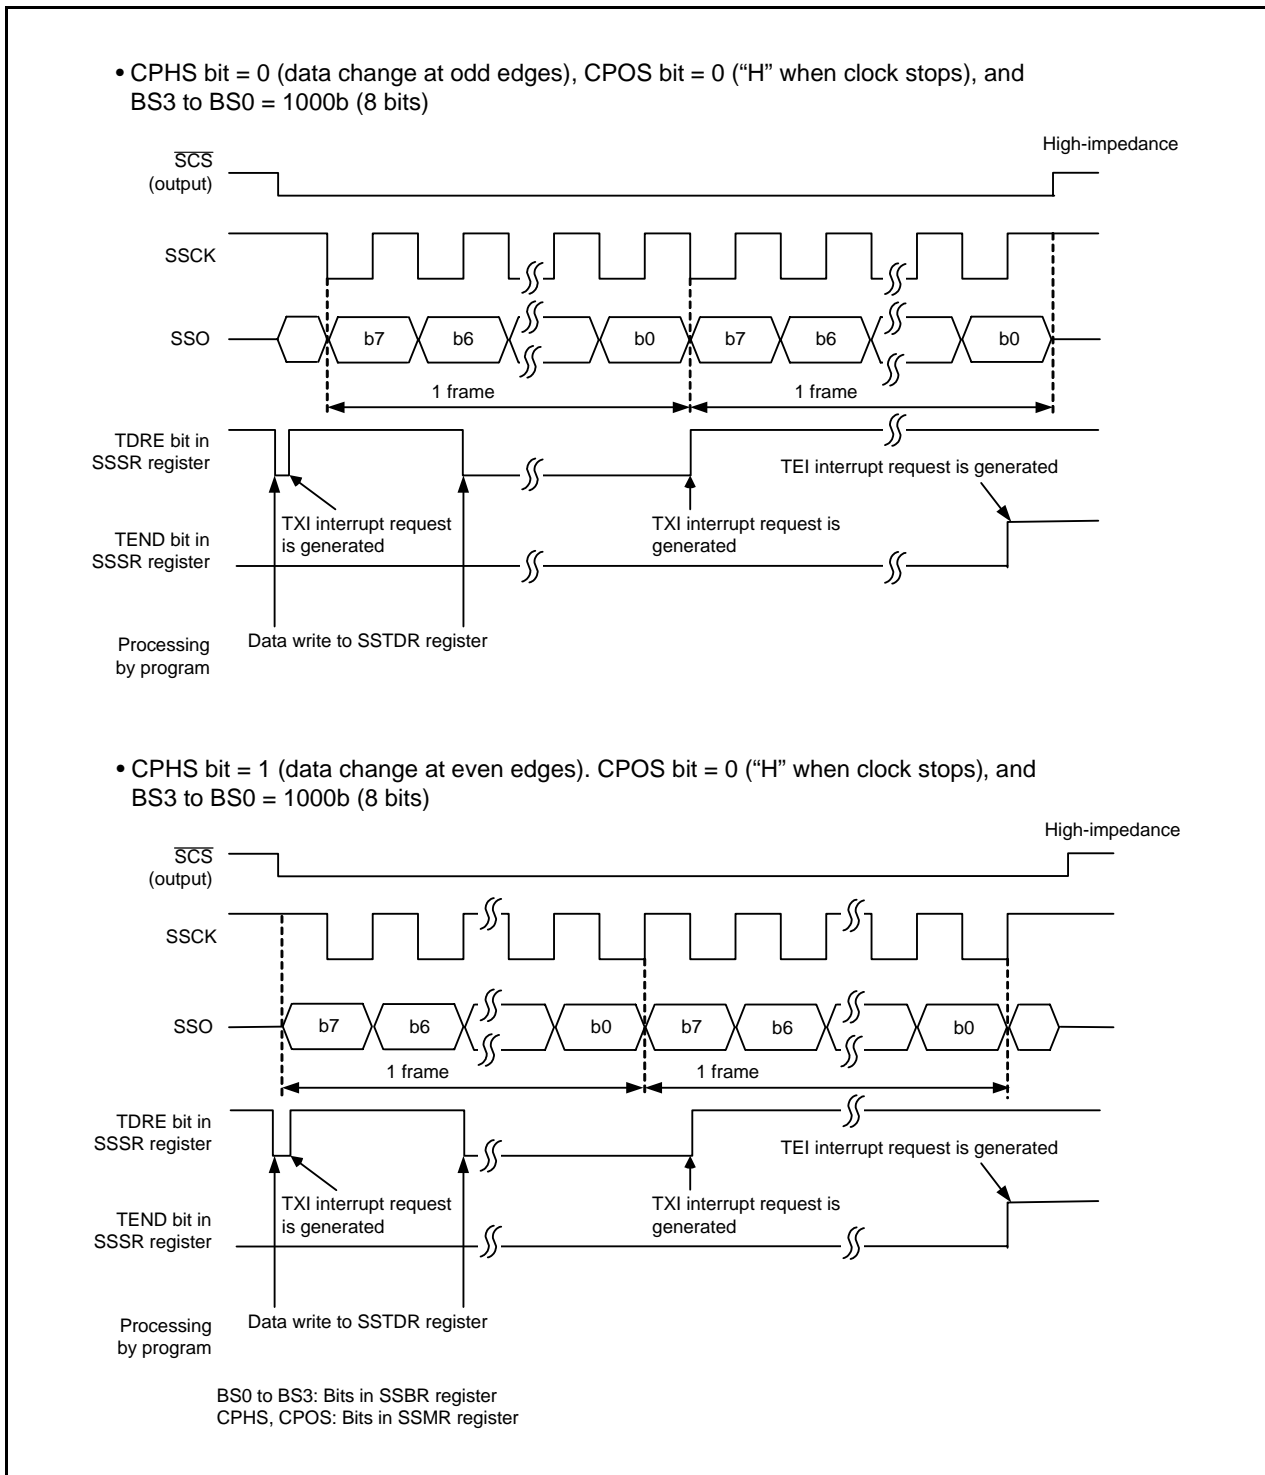 • CPHS bit = 0 (data change at odd edges), CPOS bit = 0 (“H” when clock stops), and
BS3 to BS0 = 1000b (8 bits)
High-impedance
SCS
(output)
SSCK
SSO
b7
b6
b0
b7
b6
b0
1 frame
1 frame
TDRE bit in
SSSR register
TEI interrupt request is generated
TXI interrupt request
is generated
TXI interrupt request is
generated
TEND bit in
SSSR register
Processing
by program
Data write to SSTDR register
• CPHS bit = 1 (data change at even edges). CPOS bit = 0 (“H” when clock stops), and
BS3 to BS0 = 1000b (8 bits)
High-impedance
SCS
(output)
SSCK
SSO
b7
b6
b0
b7
b6
b0
1 frame
1 frame
TDRE bit in
SSSR register
TEI interrupt request is generated
TXI interrupt request
is generated
TXI interrupt request is
generated
TEND bit in
SSSR register
Processing
by program
Data write to SSTDR register
BS0 to BS3: Bits in SSBR register
CPHS, CPOS: Bits in SSMR register